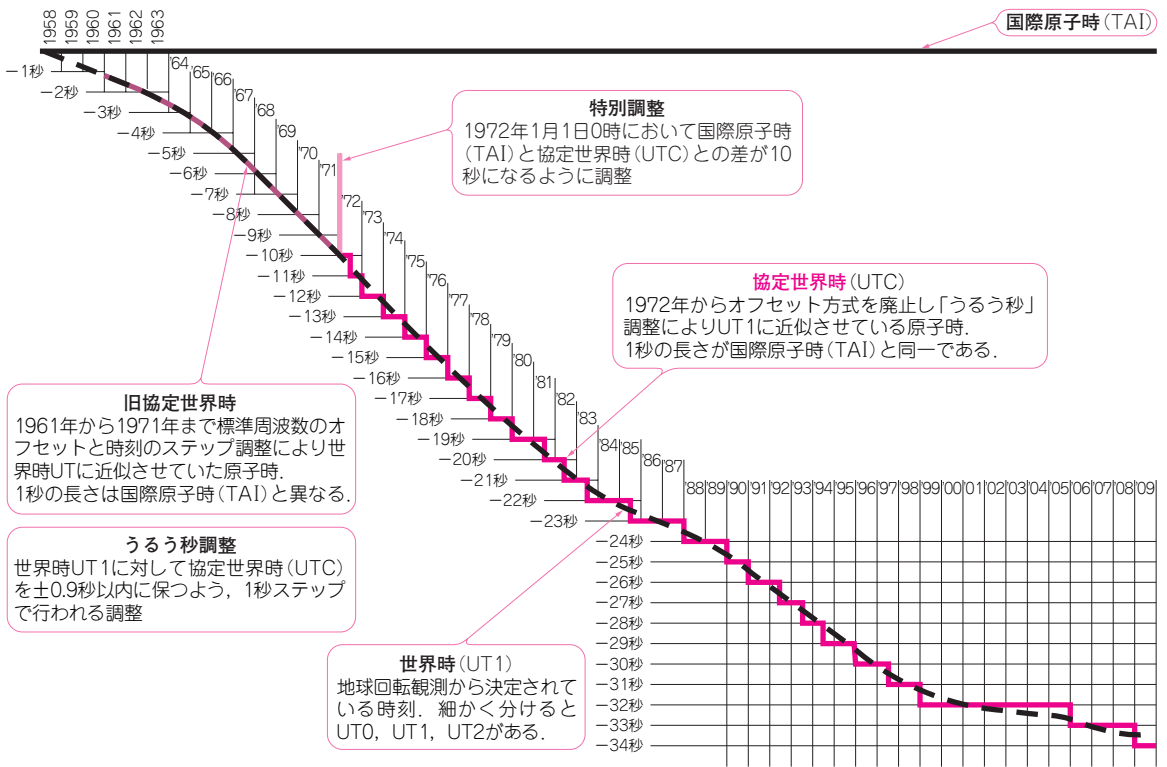 国際原子時（TAI）
1958
1959
1960
1961
1962
1963
'64
'65
'66
'67
'68
'69
'70
'71
'72
'73
'74
'75
'76
'77
'78
'79
'80
'81
'82
'83
'84
'85
'86
'87
'88
'89
'90
'91
'92
'93
'94
'95
'96
'97
'98
'99
'00
'01
'02
'03
'04
'05
'06
'07
'08
'09
−1秒
−2秒
−3秒
−4秒
−5秒
−6秒
−7秒
−8秒
−9秒
−10秒
−11秒
−12秒
−13秒
−14秒
−15秒
−16秒
−17秒
−18秒
−19秒
−20秒
−21秒
−22秒
−23秒
−24秒
−25秒
−26秒
−27秒
−28秒
−29秒
−30秒
−31秒
−32秒
−33秒
−34秒
特別調整
1972年1月1日0時において国際原子時
（TAI）と協定世界時（UTC）との差が10
秒になるように調整
協定世界時（UTC）
1972年からオフセット方式を廃止し「うるう秒」
調整によりUT1に近似させている原子時．
1秒の長さが国際原子時（TAI）と同一である．
旧協定世界時
1961年から1971年まで標準周波数のオ
フセットと時刻のステップ調整により世
界時UTに近似させていた原子時．
1秒の長さは国際原子時（TAI）と異なる．
うるう秒調整
世界時UT1に対して協定世界時（UTC）
を±0.9秒以内に保つよう，1秒ステップ
で行われる調整
世界時（UT1）
地球回転観測から決定されて
いる時刻．細かく分けると
UT0，UT1，UT2がある．